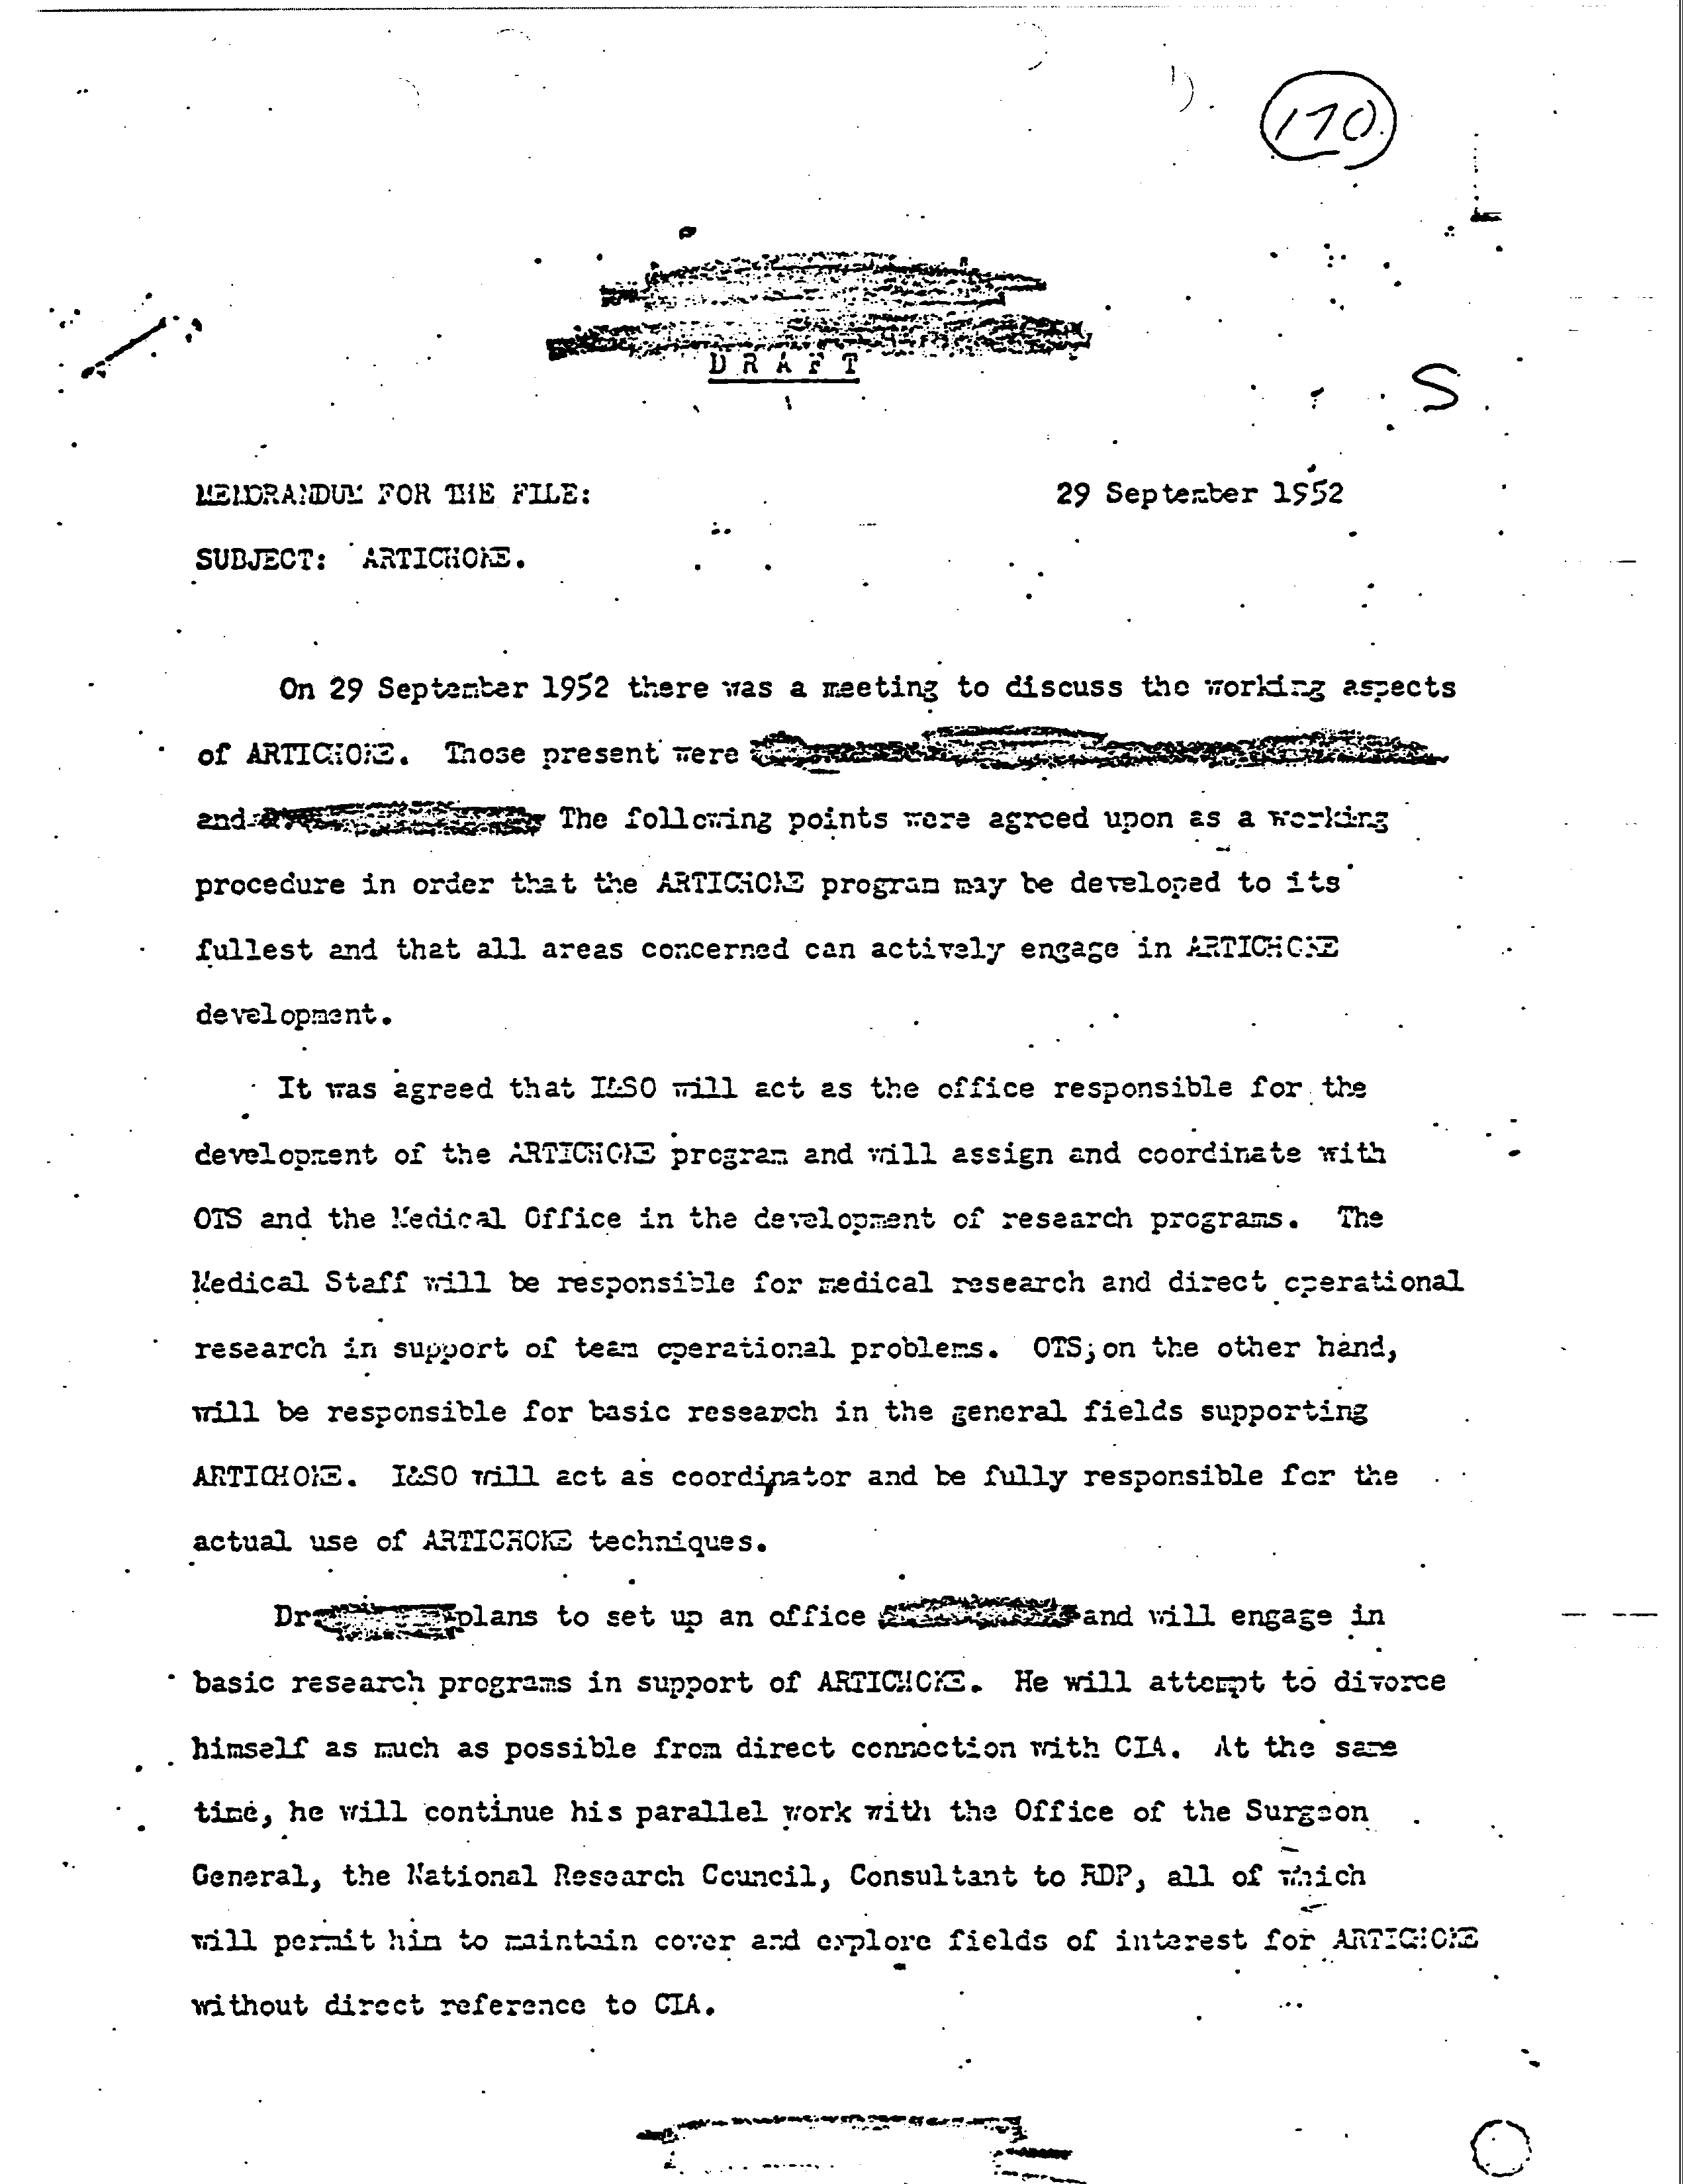 170
DRAFT
S
MEMORANDUM FOR THE FILE: 29 September 1952
SUBJECT: ARTICHOKE.
On 29 September 1952 there was a meeting to discuss the working aspects
of ARTICHOKE. Those present were
and The following points were agreed upon as a working
procedure in order that the ARTICHOKE program may be developed to its
fullest and that all areas concerned can actively engage in ARTICHOKE
development.
It was agreed that I&SO will act as the office responsible for the
development of the ARTICHOKE program and will assign and coordinate with
OTS and the Medical Office in the development of research programs. The
Medical Staff will be responsible for medical research and direct operational
research in support of team operational problems. OTS, on the other hand,
will be responsible for basic research in the general fields supporting
ARTICHOKE. I&SO will act as coordinator and be fully responsible for the
actual use of ARTICHOKE techniques.
Dr plans to set up an office and will engage in
basic research programs in support of ARTICHOKE. He will attempt to divorce
himself as much as possible from direct connection with CIA. At the same
time, he will continue his parallel work with the Office of the Surgeon
General, the National Research Council, Consultant to RDP, all of which
will permit him to maintain cover and explore fields of interest for ARTICHOKE
without direct reference to CIA.